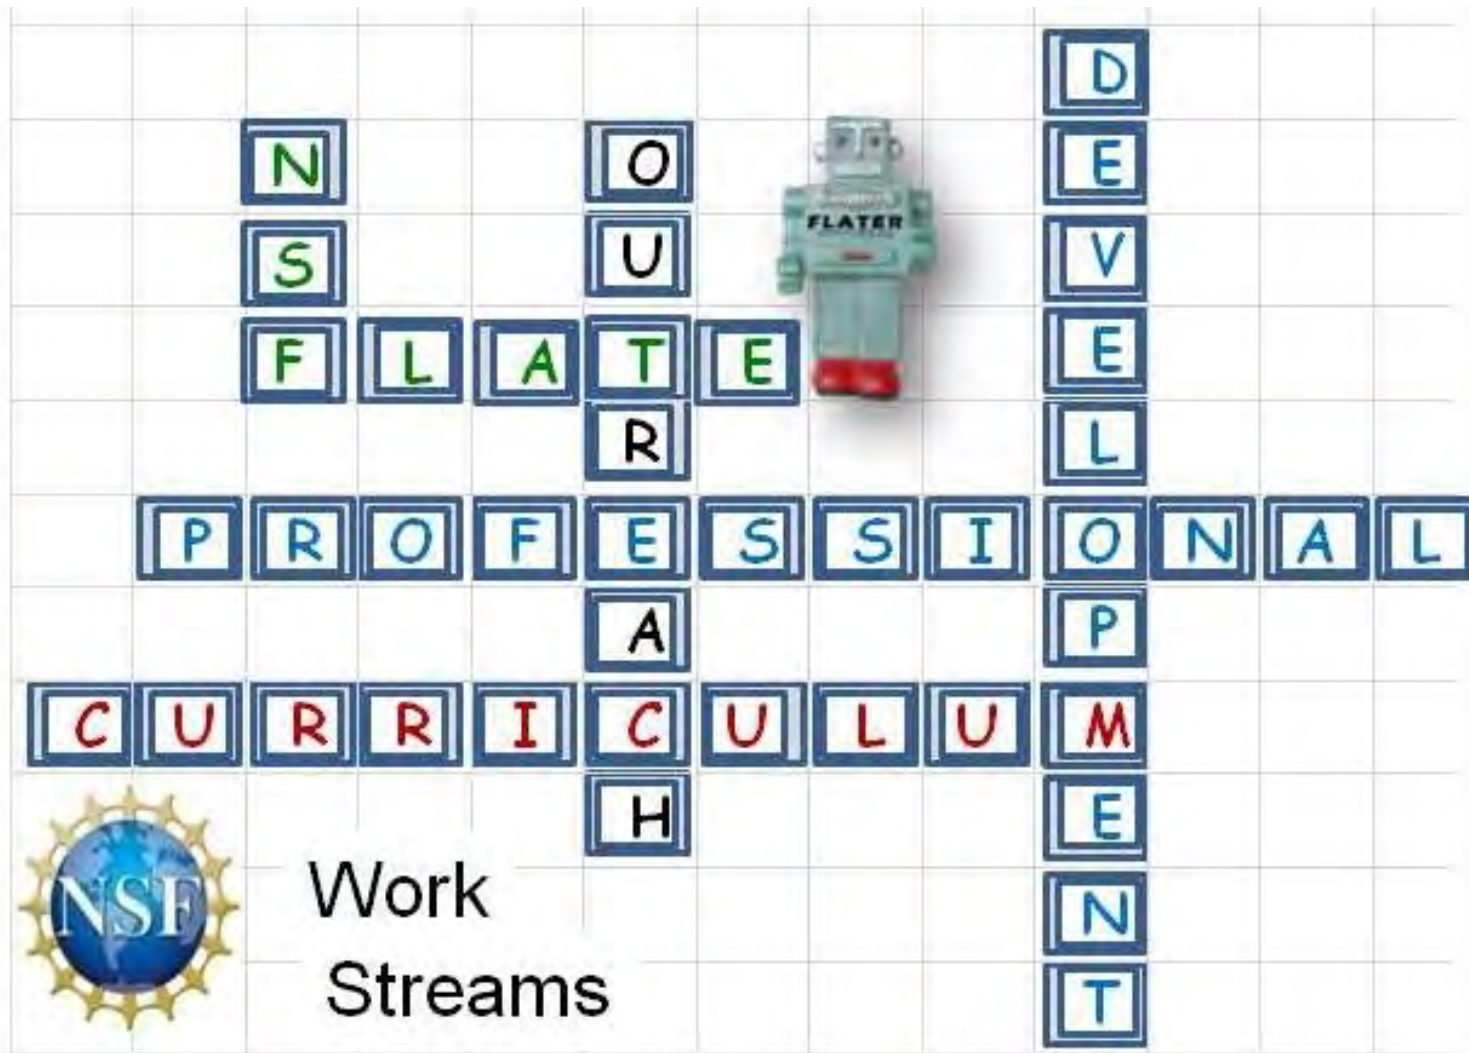 NSF
OUTREACH
FLATER
DEVELOPMENT
FLATE
PROFESSIONAL
CURRICULUM
NSF
Work
Streams